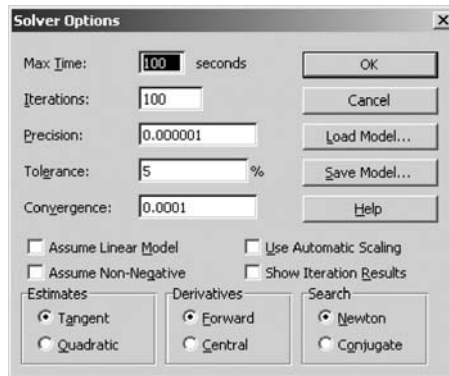 Solver Options
Max Time: 100 seconds
OK
Iterations: 100
Cancel
Precision: 0.000001
Load Model...
Tolerance: 5 %
Save Model...
Convergence: 0.0001
Help
Assume Linear Model
Use Automatic Scaling
Assume Non-Negative
Show Iteration Results
Estimates
Tangent
Quadratic
Derivatives
Forward
Central
Search
Newton
Conjugate